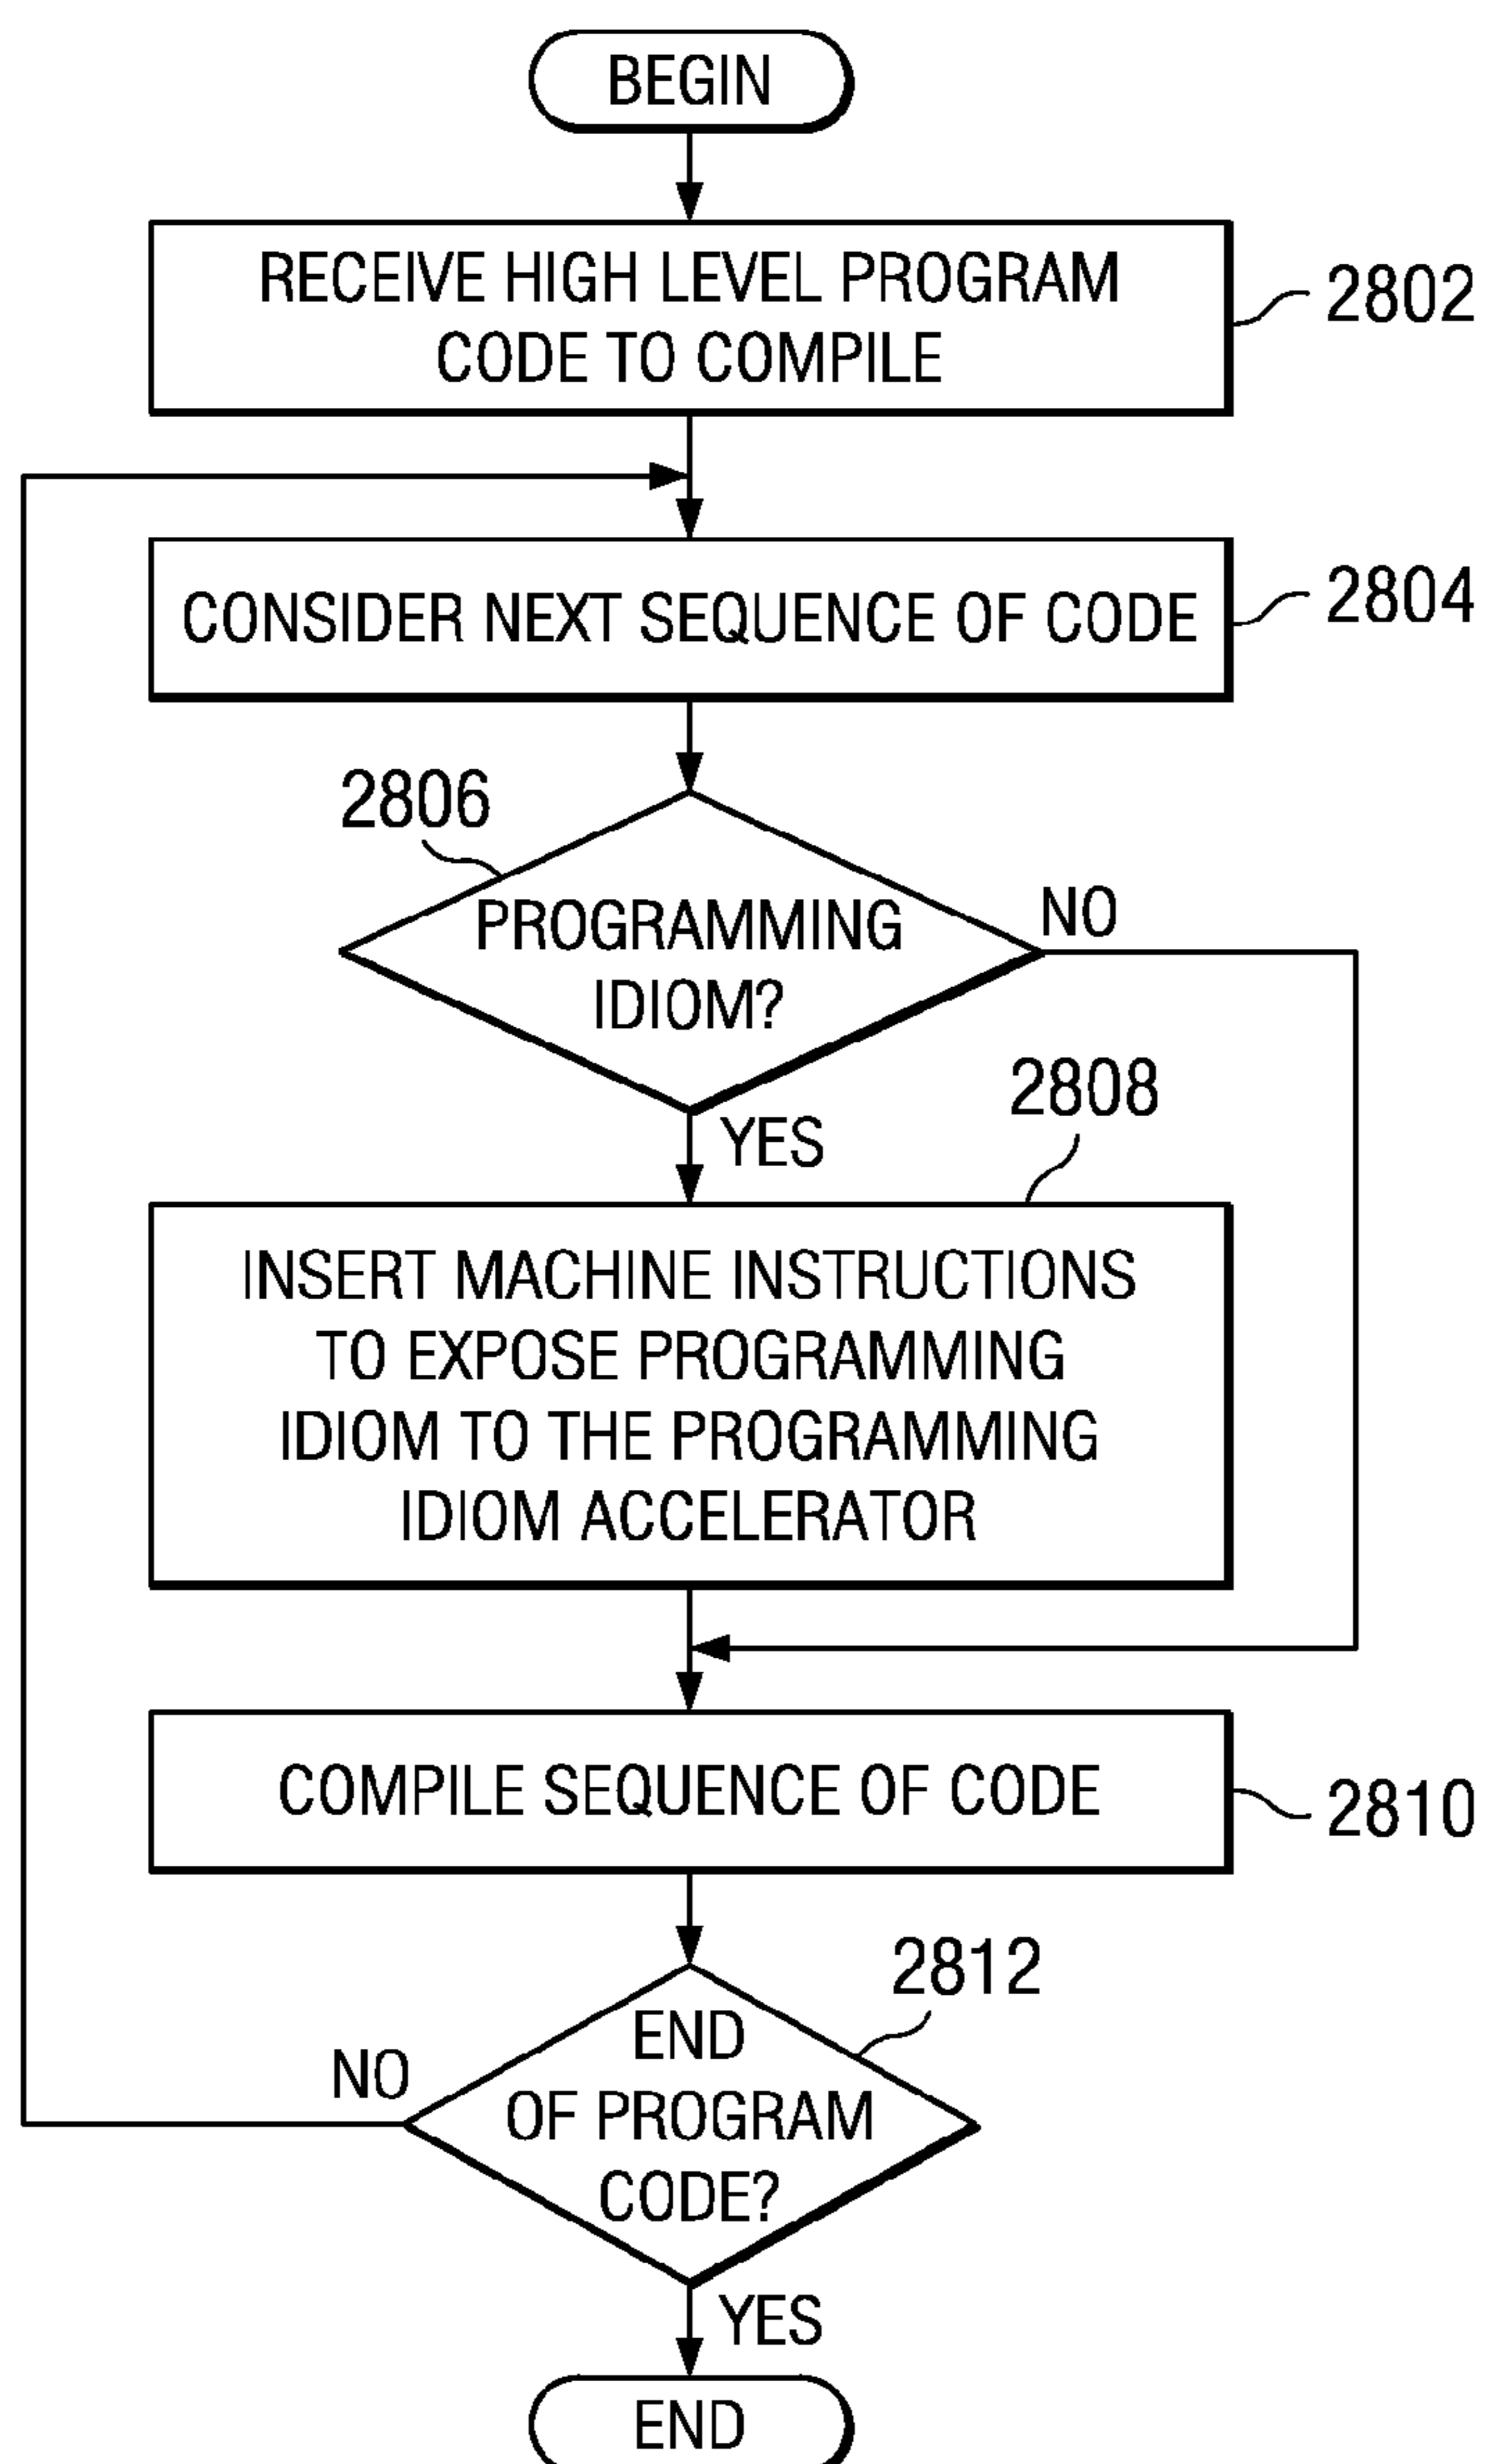 BEGIN
RECEIVE HIGH LEVEL PROGRAM
CODE TO COMPILE
2802
CONSIDER NEXT SEQUENCE OF CODE
2804
2806
PROGRAMMING
IDIOM?
NO
YES
2808
INSERT MACHINE INSTRUCTIONS
TO EXPOSE PROGRAMMING
IDIOM TO THE PROGRAMMING
IDIOM ACCELERATOR
COMPILE SEQUENCE OF CODE
2810
2812
END
OF PROGRAM
CODE?
NO
YES
END